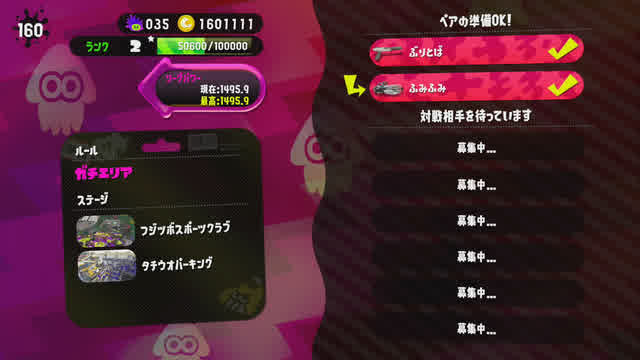 160
035
1601111
ランク 2
50600/100000
リーグパワー
現在:1495.9
最高:1495.9
ルール
ガチエリア
ステージ
フジツボスポーツクラブ
タチウオパーキング
ペアの準備OK!
ぷりとぱ
ふみふみ
対戦相手を待っています
募集中…
募集中…
募集中…
募集中…
募集中…
募集中…